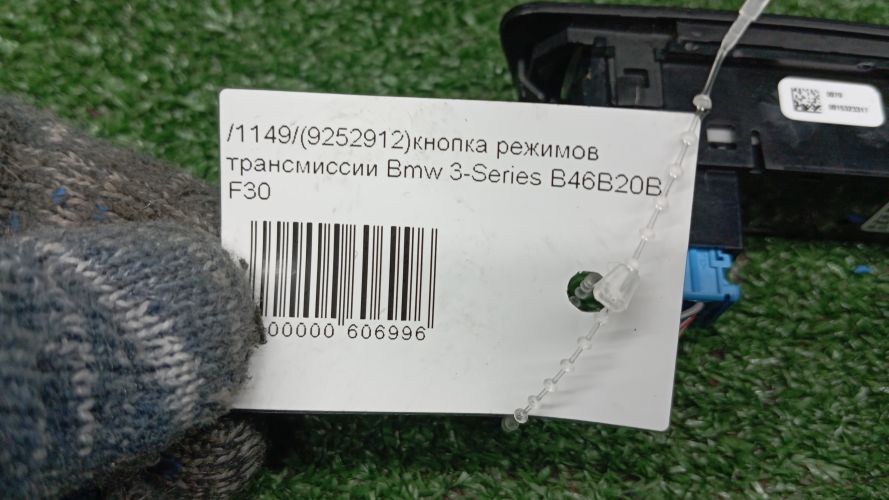 /1149/(9252912)кнопка режимов
трансмиссии Bmw 3-Series B46B20B/
F30
00000 606996